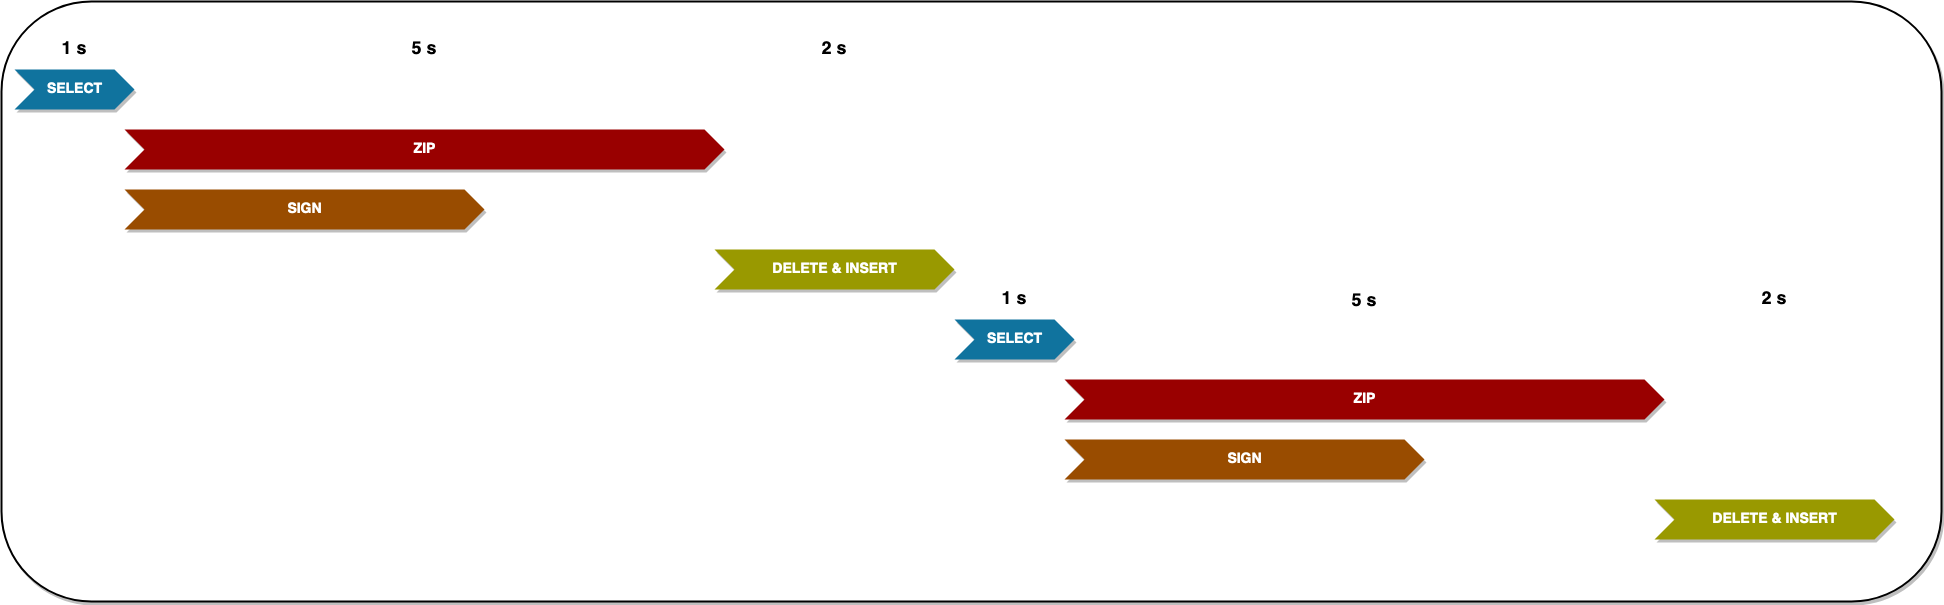 1 s
5 s
2 s
SELECT
ZIP
SIGN
DELETE & INSERT
1 s
5 s
2 s
SELECT
ZIP
SIGN
DELETE & INSERT